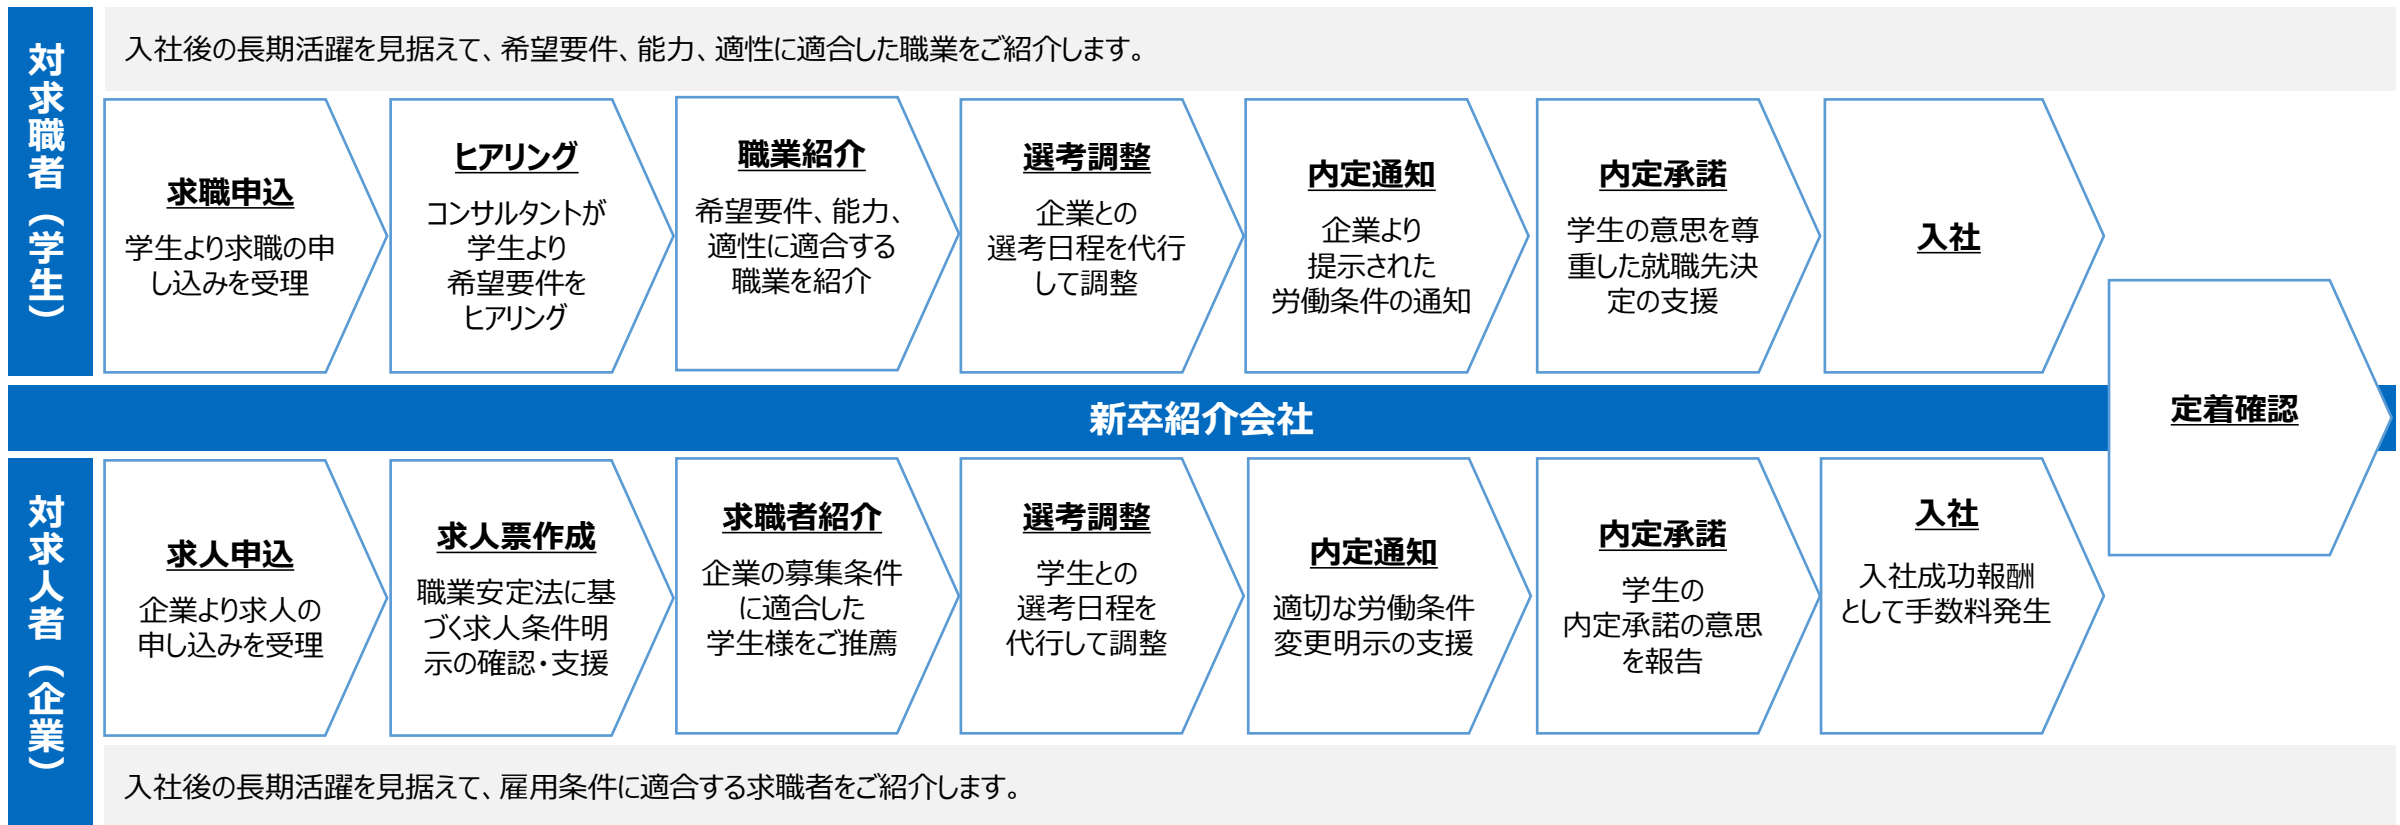 対求職者（学生）
入社後の長期活躍を見据えて、希望要件、能力、適性に適合した職業をご紹介します。
求職申込
学生より求職の申
し込みを受理
ヒアリング
コンサルタントが
学生より
希望要件を
ヒアリング
職業紹介
希望要件、能力、
適性に適合する
職業を紹介
選考調整
企業との
選考日程を代行
して調整
内定通知
企業より
提示された
労働条件の通知
内定承諾
学生の意思を尊
重した就職先決
定の支援
入社
定着確認
新卒紹介会社
対求人者（企業）
求人申込
企業より求人の
申し込みを受理
求人票作成
職業安定法に基
づく求人条件明
示の確認・支援
求職者紹介
企業の募集条件
に適合した
学生様をご推薦
選考調整
学生との
選考日程を
代行して調整
内定通知
適切な労働条件
変更明示の支援
内定承諾
学生の
内定承諾の意思
を報告
入社
入社成功報酬
として手数料発生
入社後の長期活躍を見据えて、雇用条件に適合する求職者をご紹介します。